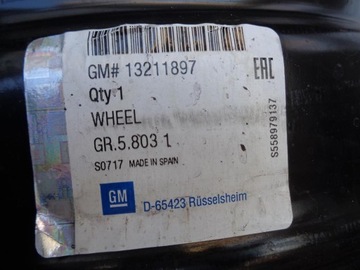 GM# 13211897
Qty 1
WHEEL
GR.5.803 1
S0717 MADE IN SPAIN
GM
D-65423 Rüsselsheim
EAC
S558979137